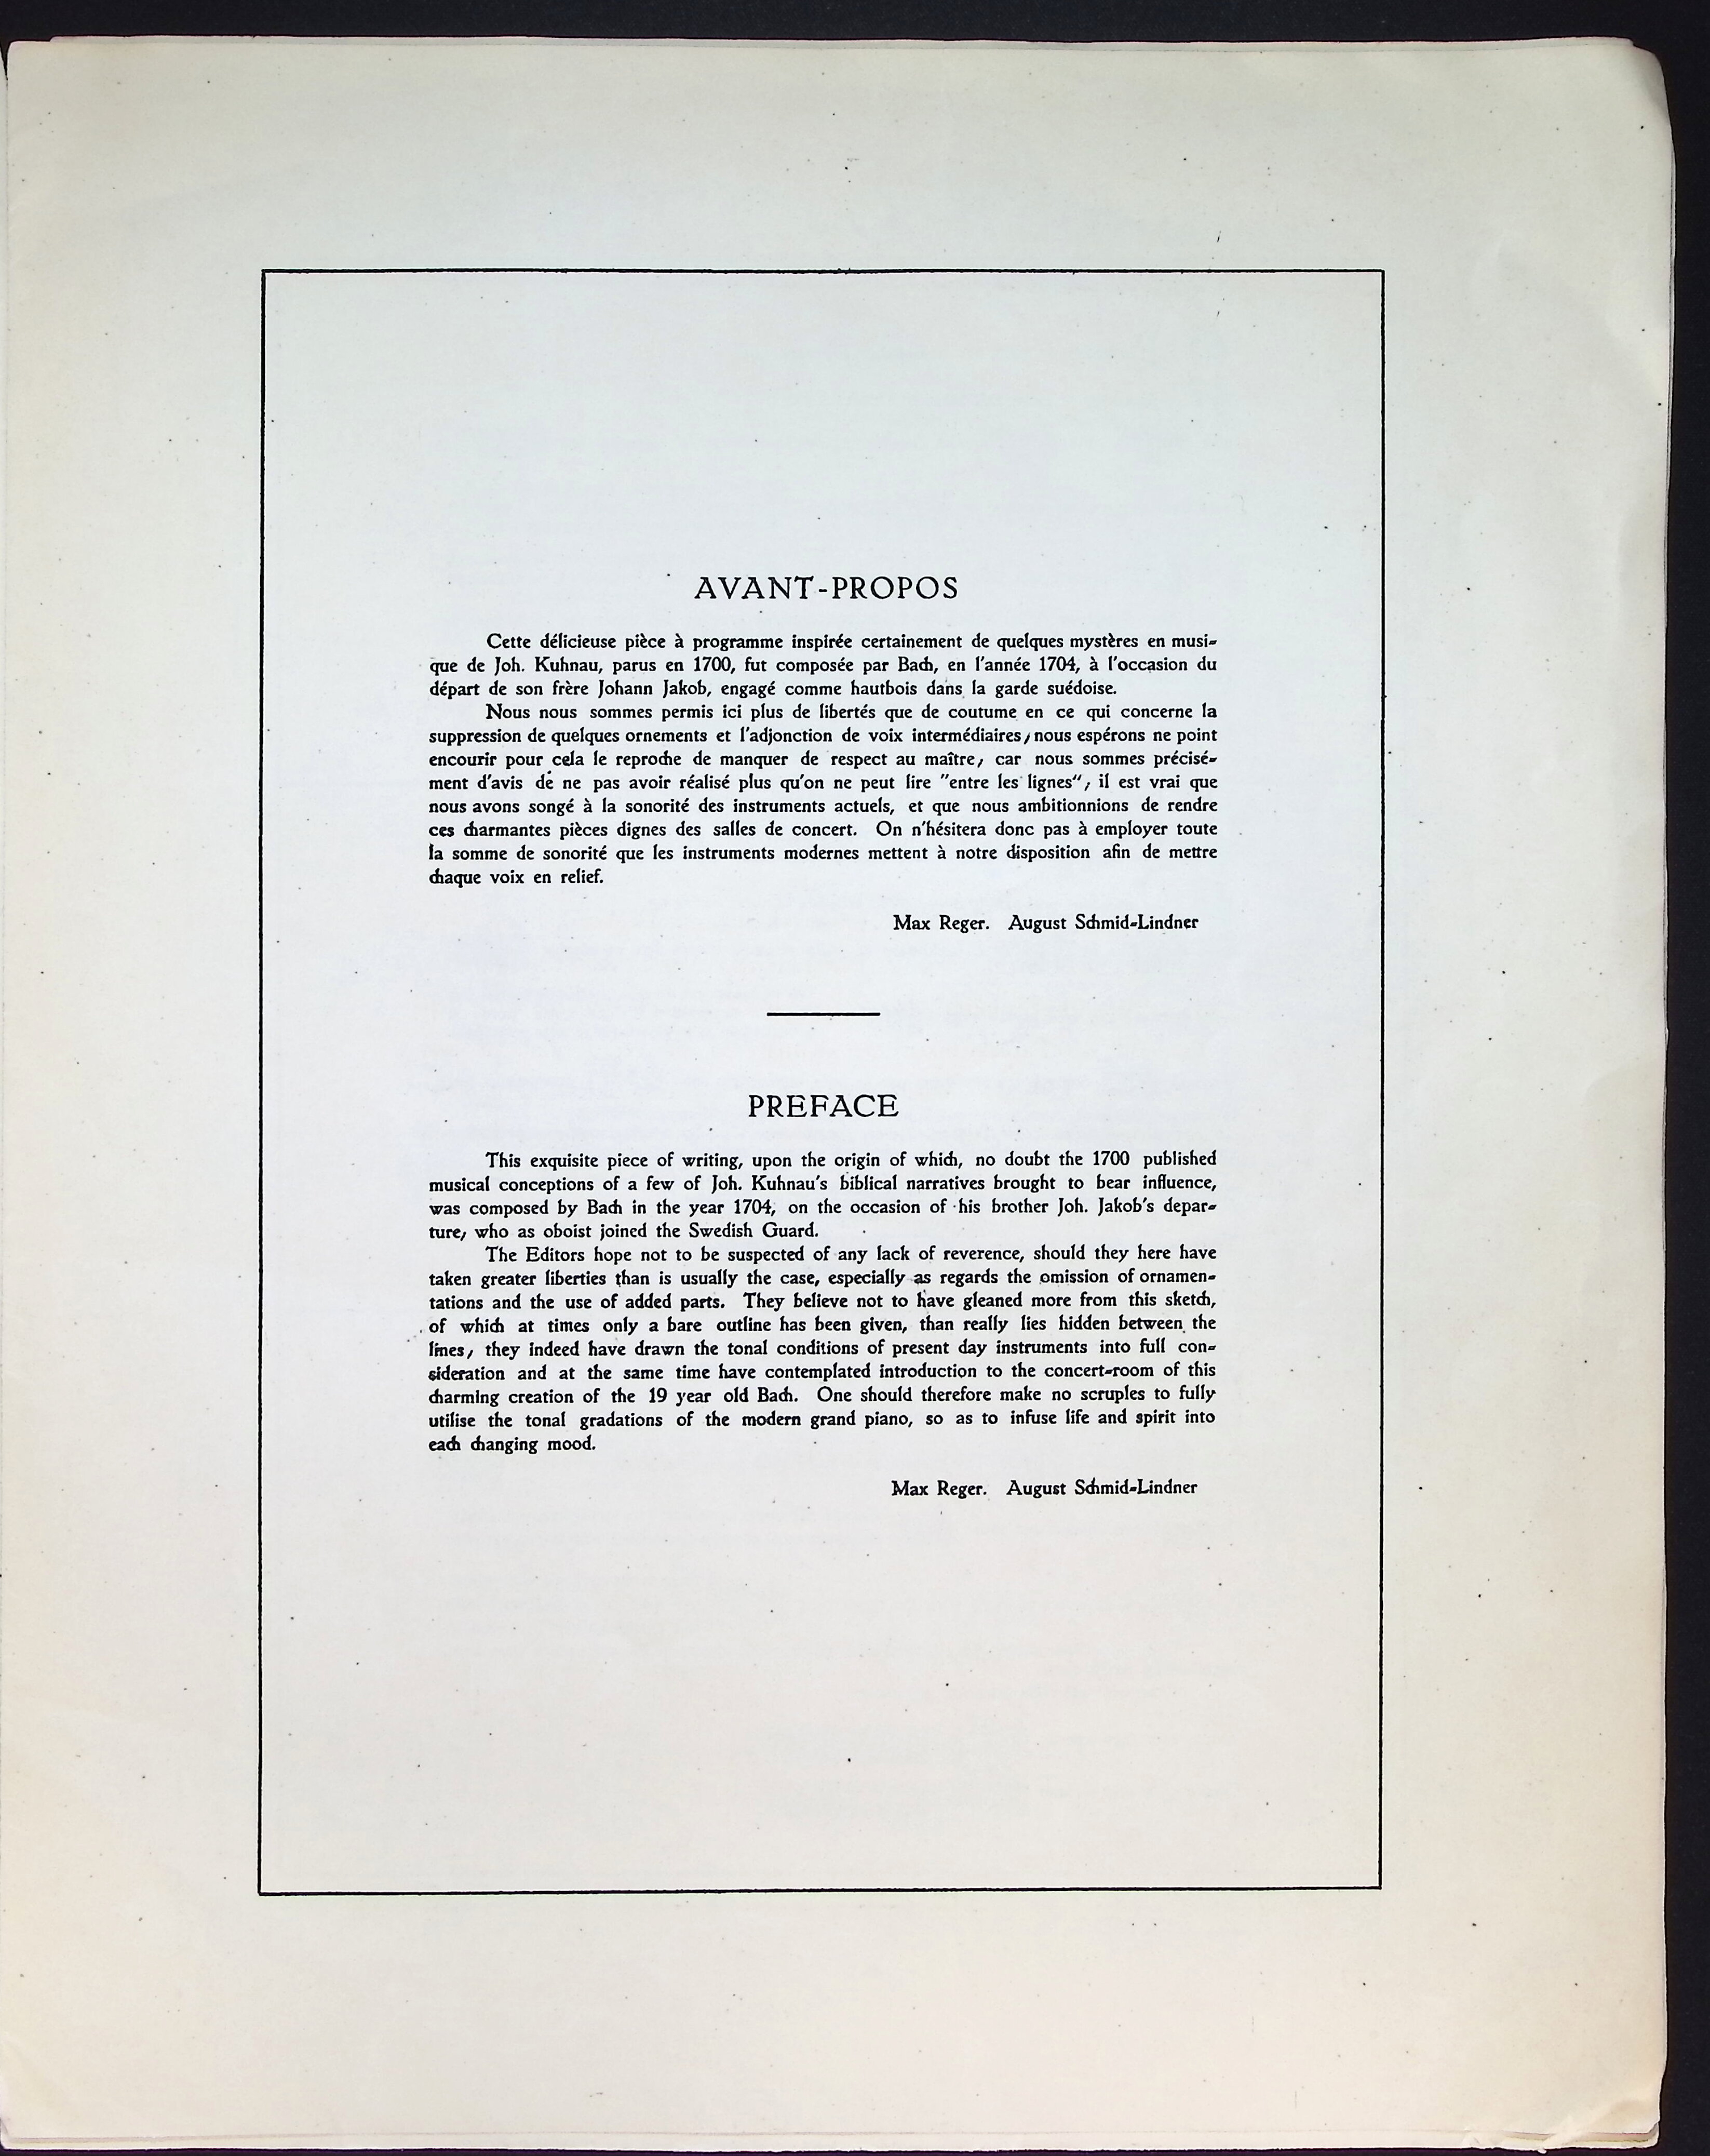 AVANT-PROPOS
Cette délicieuse pièce à programme inspirée certainement de quelques mystères en musi-
que de Joh. Kuhnau, parus en 1700, fut composée par Bach, en l'année 1704, à l'occasion du
départ de son frère Johann Jakob, engagé comme hautbois dans la garde suédoise.
Nous nous sommes permis ici plus de libertés que de coutume en ce qui concerne la
suppression de quelques ornements et l'adjonction de voix intermédiaires; nous espérons ne point
encourir pour cela le reproche de manquer de respect au maître, car nous sommes précisé-
ment d'avis de ne pas avoir réalisé plus qu'on ne peut lire "entre les lignes“; il est vrai que
nous avons songé à la sonorité des instruments actuels, et que nous ambitionnions de rendre
ces charmantes pièces dignes des salles de concert. On n'hésitera donc pas à employer toute
la somme de sonorité que les instruments modernes mettent à notre disposition afin de mettre
chaque voix en relief.
Max Reger. August Schmid-Lindner
PREFACE
This exquisite piece of writing, upon the origin of which, no doubt the 1700 published
musical conceptions of a few of Joh. Kuhnau's biblical narratives brought to bear influence,
was composed by Bach in the year 1704, on the occasion of his brother Joh. Jakob's depar-
ture, who as oboist joined the Swedish Guard.
The Editors hope not to be suspected of any lack of reverence, should they here have
taken greater liberties than is usually the case, especially as regards the omission of ornamen-
tations and the use of added parts. They believe not to have gleaned more from this sketch,
of which at times only a bare outline has been given, than really lies hidden between the
lines; they indeed have drawn the tonal conditions of present day instruments into full con-
sideration and at the same time have contemplated introduction to the concert-room of this
charming creation of the 19 year old Bach. One should therefore make no scruples to fully
utilise the tonal gradations of the modern grand piano, so as to infuse life and spirit into
each changing mood.
Max Reger. August Schmid-Lindner